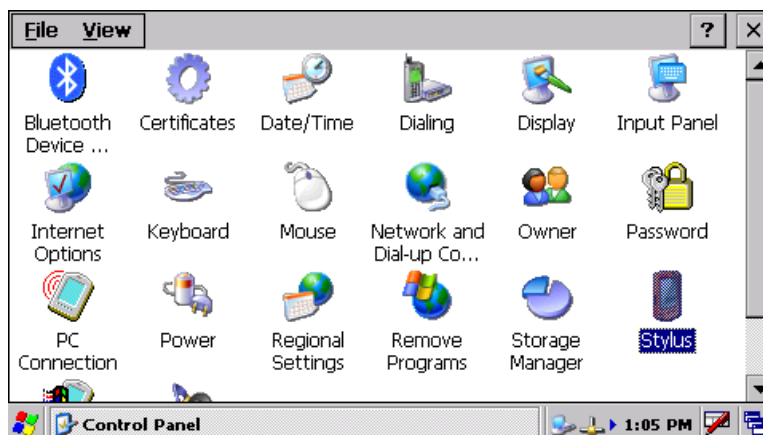 File View ? ×
Bluetooth Device ... Certificates Date/Time Dialing Display Input Panel
Internet Options Keyboard Mouse Network and Dial-up Co... Owner Password
PC Connection Power Regional Settings Remove Programs Storage Manager Stylus
Control Panel 1:05 PM